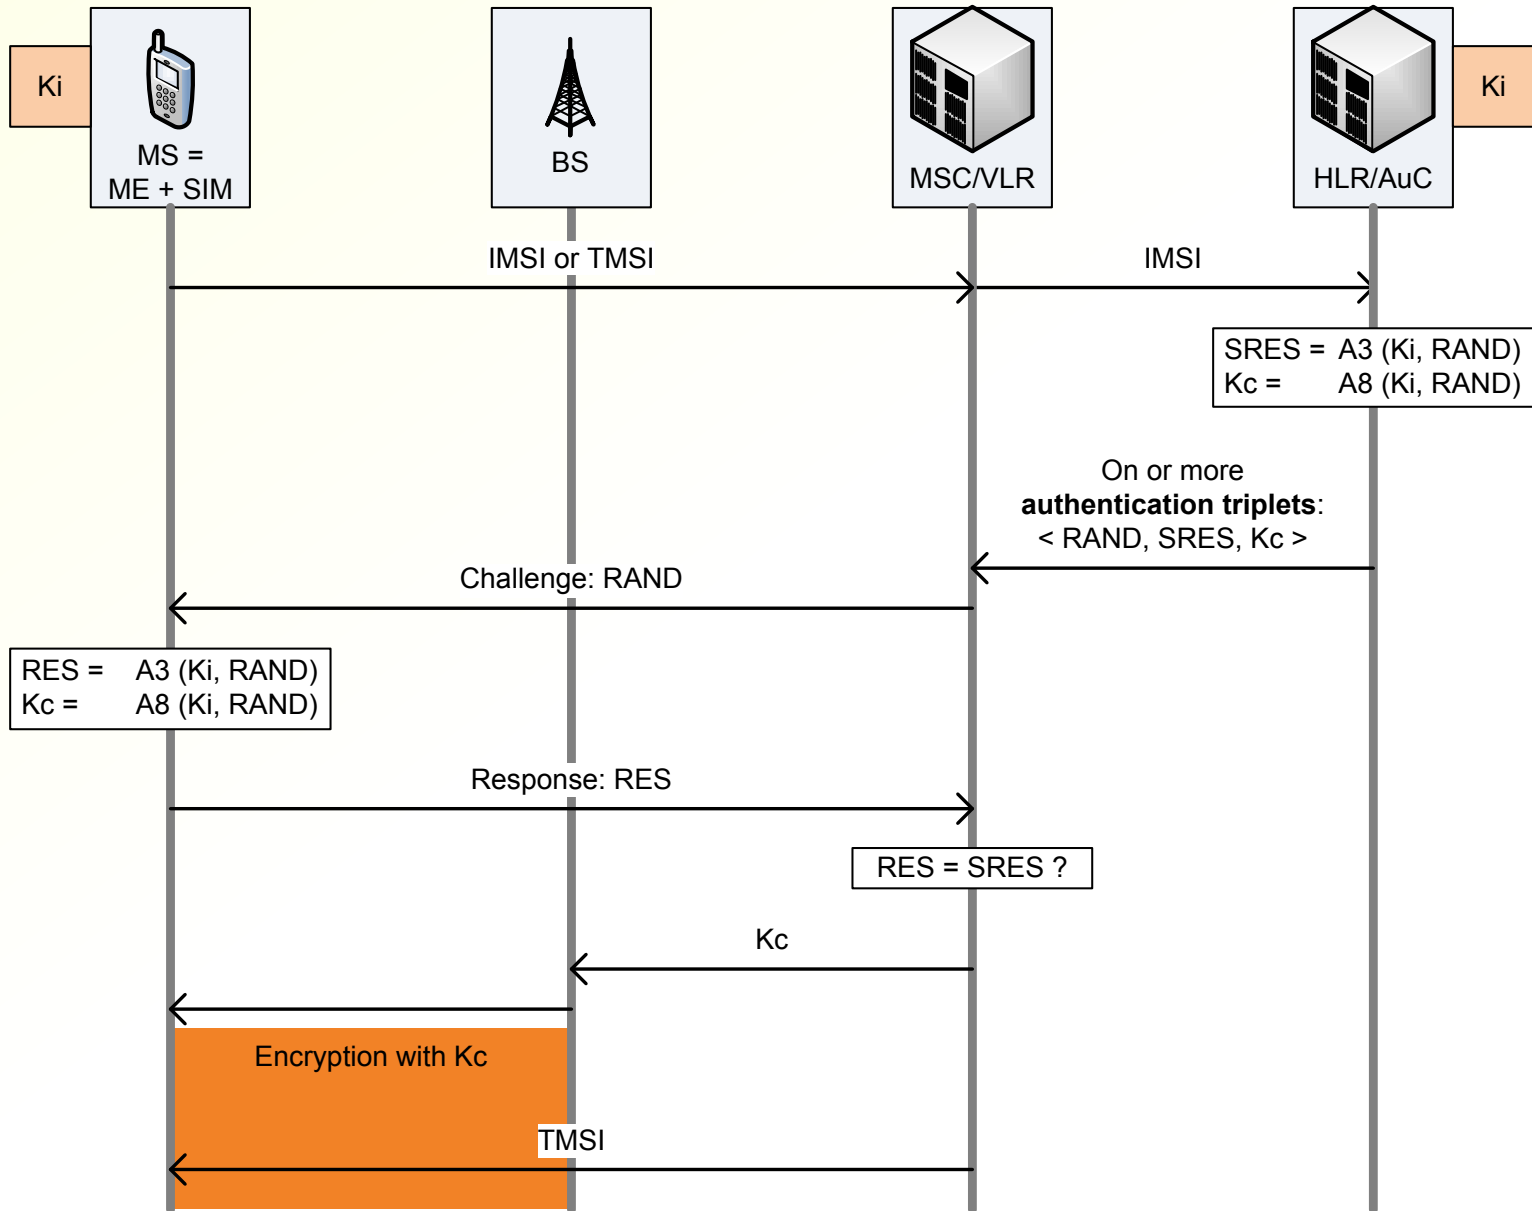 Ki
MS =
ME + SIM
BS
MSC/VLR
HLR/AuC
Ki
IMSI or TMSI
IMSI
SRES = A3 (Ki, RAND)
Kc = A8 (Ki, RAND)
On or more
authentication triplets:
< RAND, SRES, Kc >
Challenge: RAND
RES = A3 (Ki, RAND)
Kc = A8 (Ki, RAND)
Response: RES
RES = SRES ?
Kc
Encryption with Kc
TMSI